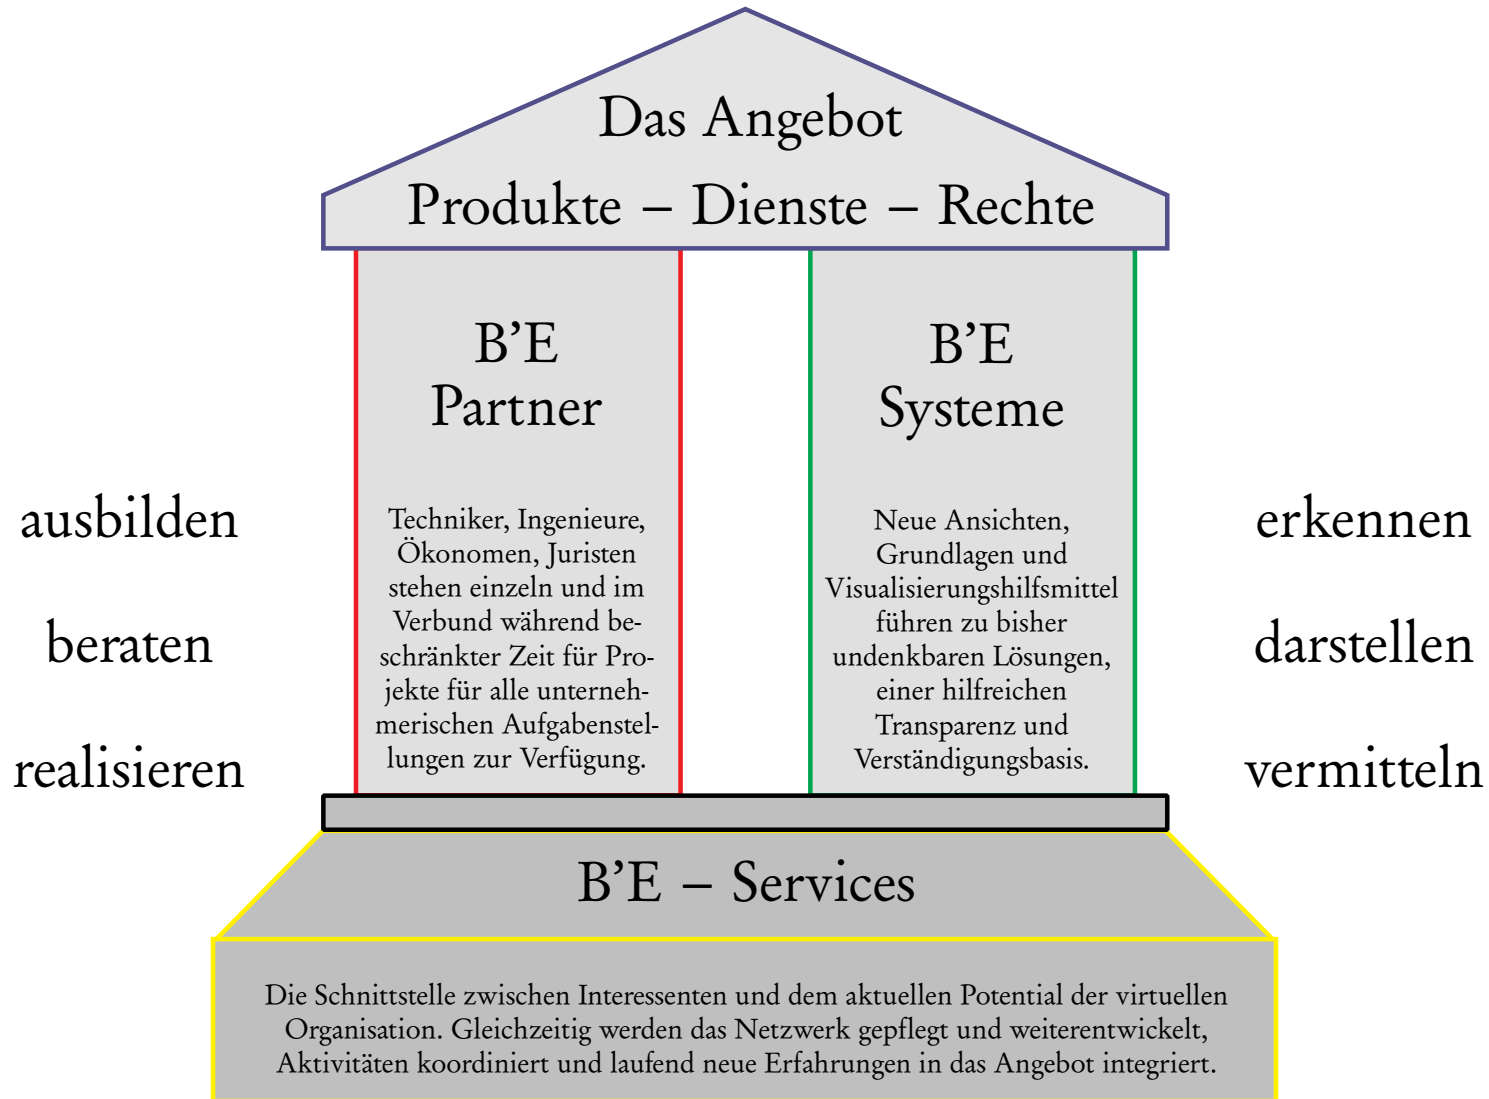 Das Angebot
Produkte – Dienste – Rechte
B’E
Partner
Techniker, Ingenieure,
Ökonomen, Juristen
stehen einzeln und im
Verbund während be-
schränkter Zeit für Pro-
jekte für alle unterneh-
merischen Aufgabenstel-
lungen zur Verfügung.
B’E
Systeme
Neue Ansichten,
Grundlagen und
Visualisierungshilfsmittel
führen zu bisher
undenkbaren Lösungen,
einer hilfreichen
Transparenz und
Verständigungsbasis.
ausbilden
beraten
realisieren
erkennen
darstellen
vermitteln
B’E – Services
Die Schnittstelle zwischen Interessenten und dem aktuellen Potential der virtuellen
Organisation. Gleichzeitig werden das Netzwerk gepflegt und weiterentwickelt,
Aktivitäten koordiniert und laufend neue Erfahrungen in das Angebot integriert.